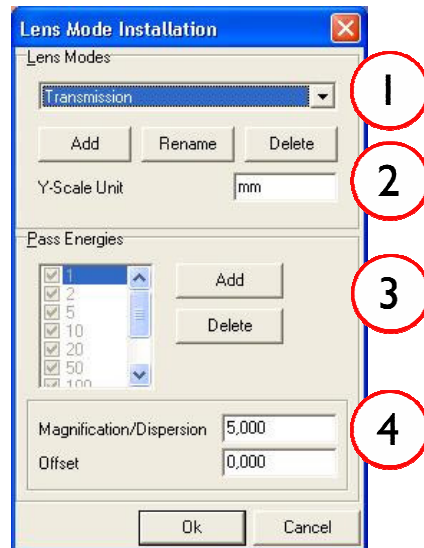 Lens Mode Installation
Lens Modes
Transmission
1
Add Rename Delete
Y-Scale Unit mm
2
Pass Energies
1
2
5
10
20
50
100
Add
Delete
3
Magnification/Dispersion 5,000
Offset 0,000
4
Ok Cancel